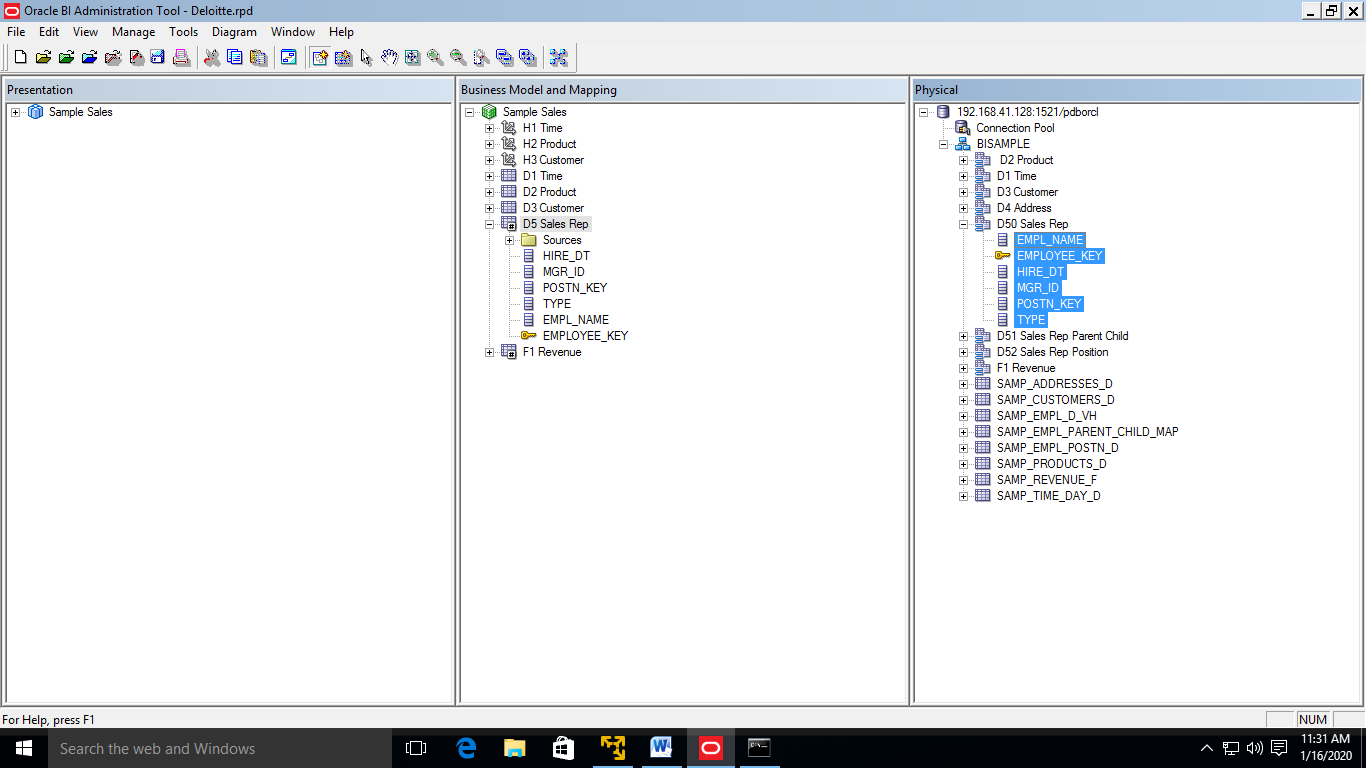 Oracle BI Administration Tool - Deloitte.rpd
File Edit View Manage Tools Diagram Window Help
Presentation
Sample Sales
Business Model and Mapping
Sample Sales
H1 Time
H2 Product
H3 Customer
D1 Time
D2 Product
D3 Customer
D5 Sales Rep
Sources
HIRE_DT
MGR_ID
POSTN_KEY
TYPE
EMPL_NAME
EMPLOYEE_KEY
F1 Revenue
Physical
192.168.41.128:1521/pdborcl
Connection Pool
BISAMPLE
D2 Product
D1 Time
D3 Customer
D4 Address
D50 Sales Rep
EMPL_NAME
EMPLOYEE_KEY
HIRE_DT
MGR_ID
POSTN_KEY
TYPE
D51 Sales Rep Parent Child
D52 Sales Rep Position
F1 Revenue
SAMP_ADDRESSES_D
SAMP_CUSTOMERS_D
SAMP_EMPL_D_VH
SAMP_EMPL_PARENT_CHILD_MAP
SAMP_EMPL_POSTN_D
SAMP_PRODUCTS_D
SAMP_REVENUE_F
SAMP_TIME_DAY_D
For Help, press F1
NUM
Search the web and Windows
11:31 AM
1/16/2020